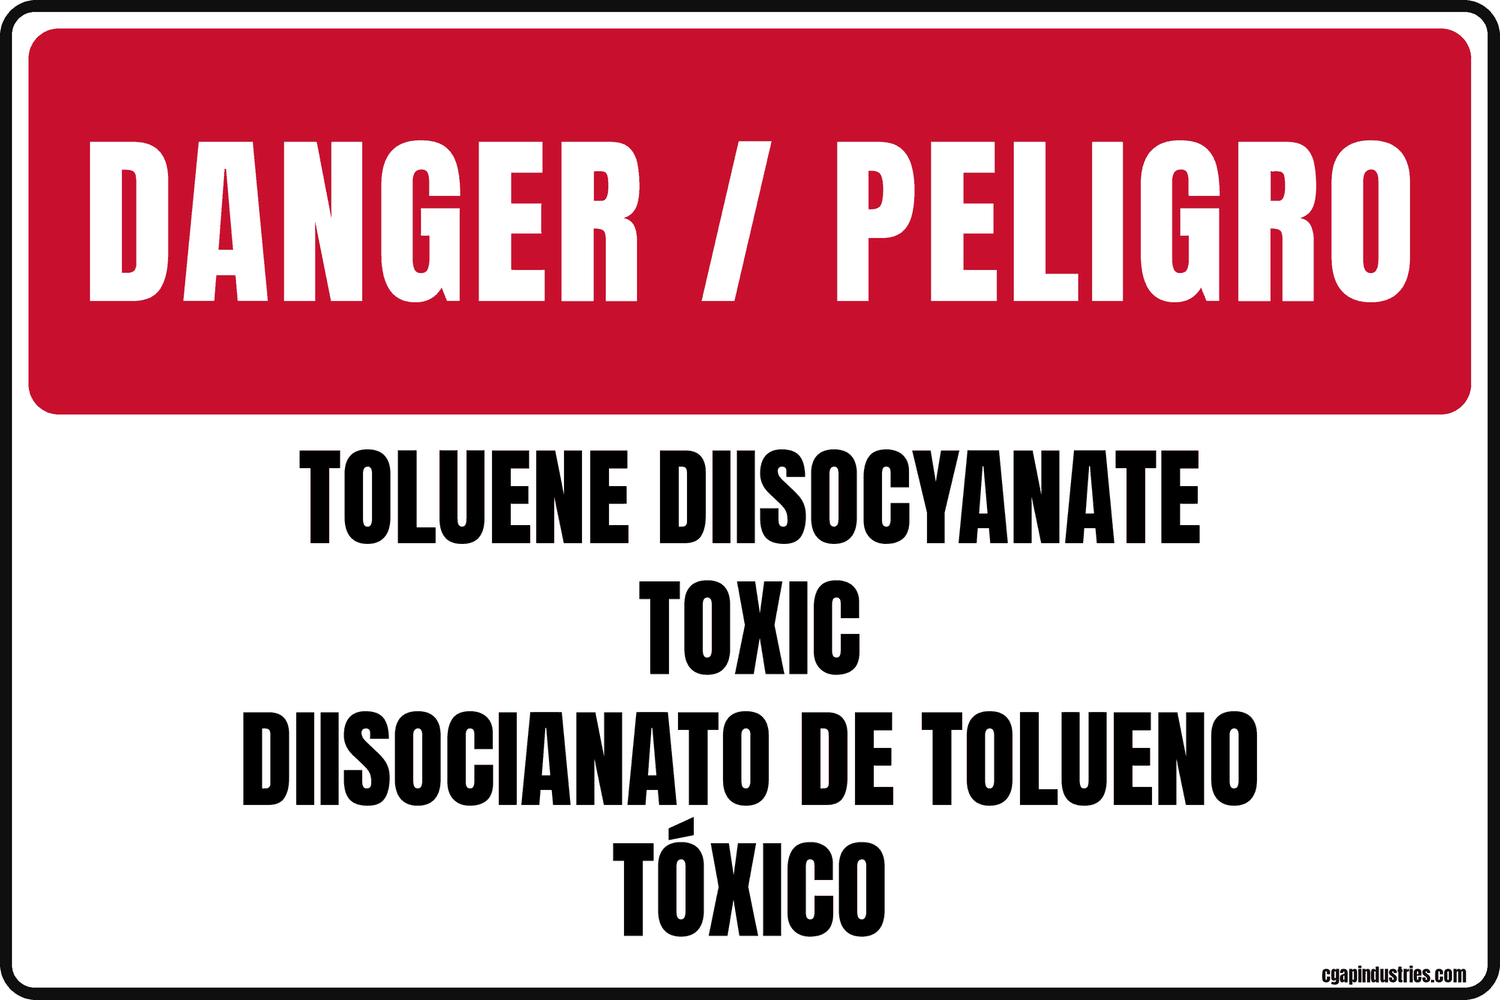 DANGER / PELIGRO
TOLUENE DIISOCYANATE
TOXIC
DIISOCIANATO DE TOLUENO
TÓXICO
cgapindustries.com